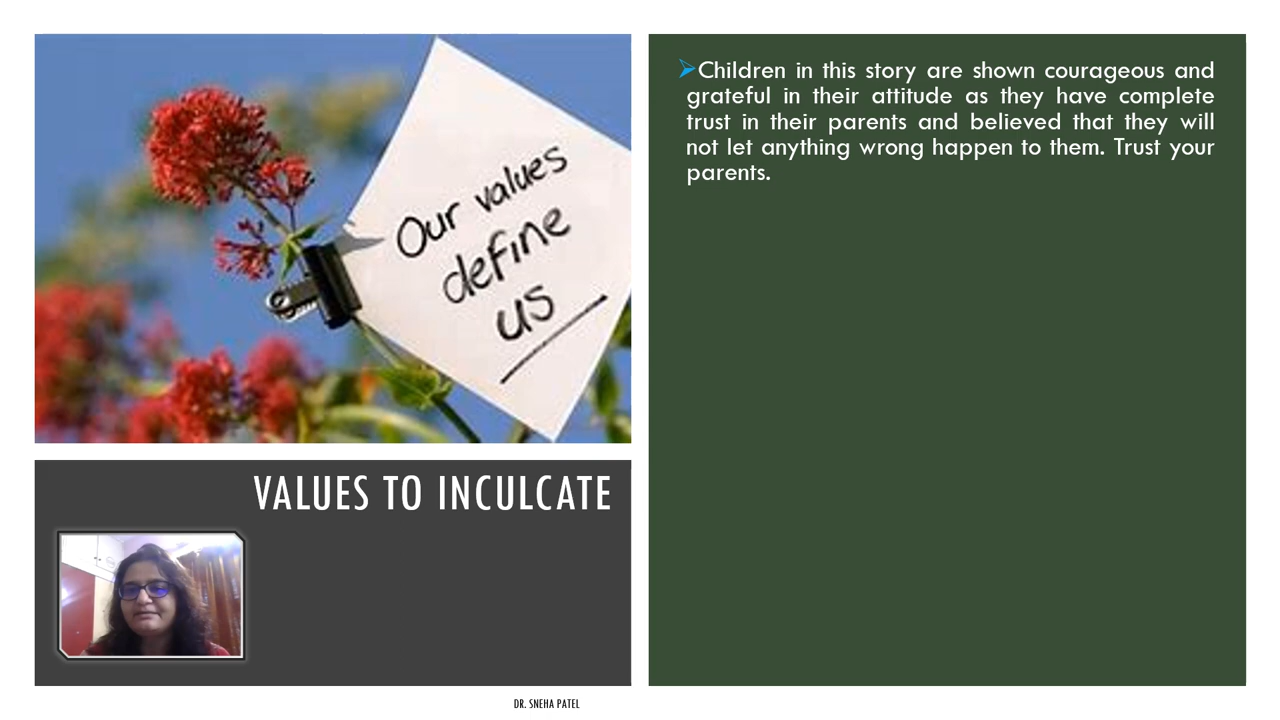 Our values
define
us
VALUES TO INCULCATE
➢Children in this story are shown courageous and
grateful in their attitude as they have complete
trust in their parents and believed that they will
not let anything wrong happen to them. Trust your
parents.
DR. SNEHA PATEL